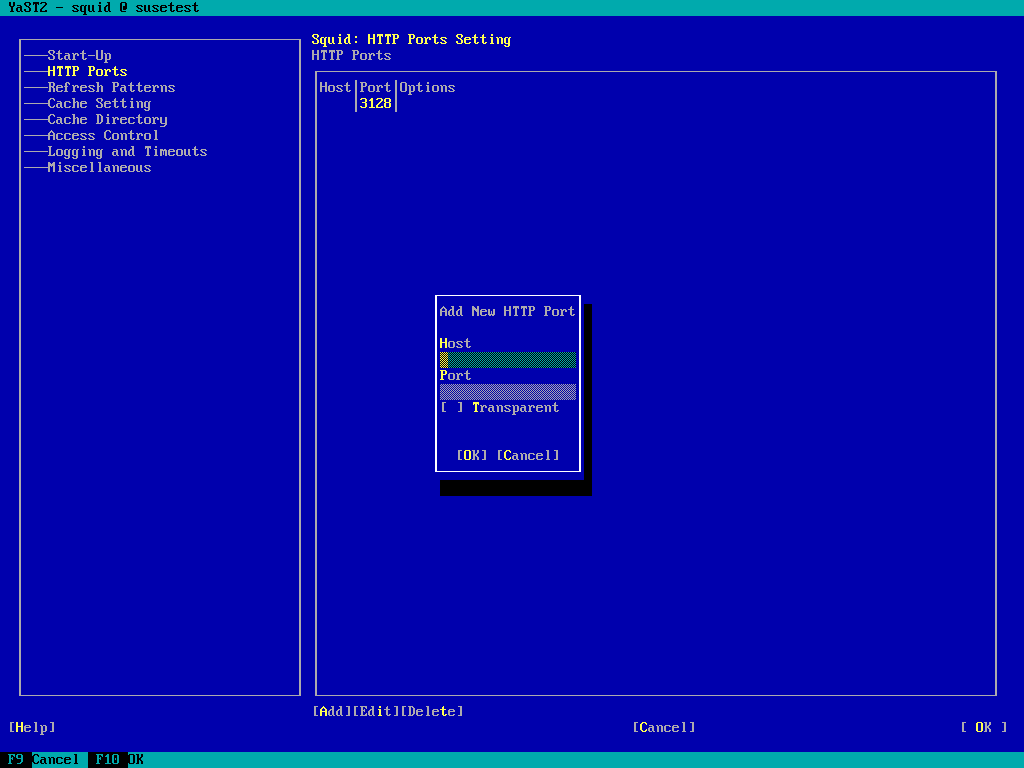 YaST2 - squid @ susetest
Squid: HTTP Ports Setting
HTTP Ports
Start-Up
HTTP Ports
Refresh Patterns
Cache Setting
Cache Directory
Access Control
Logging and Timeouts
Miscellaneous
Host Port Options
3128
Add New HTTP Port
Host
Port
[ ] Transparent
[OK] [Cancel]
[Add][Edit][Delete]
[Help] [Cancel] [ OK ]
F9 Cancel F10 OK